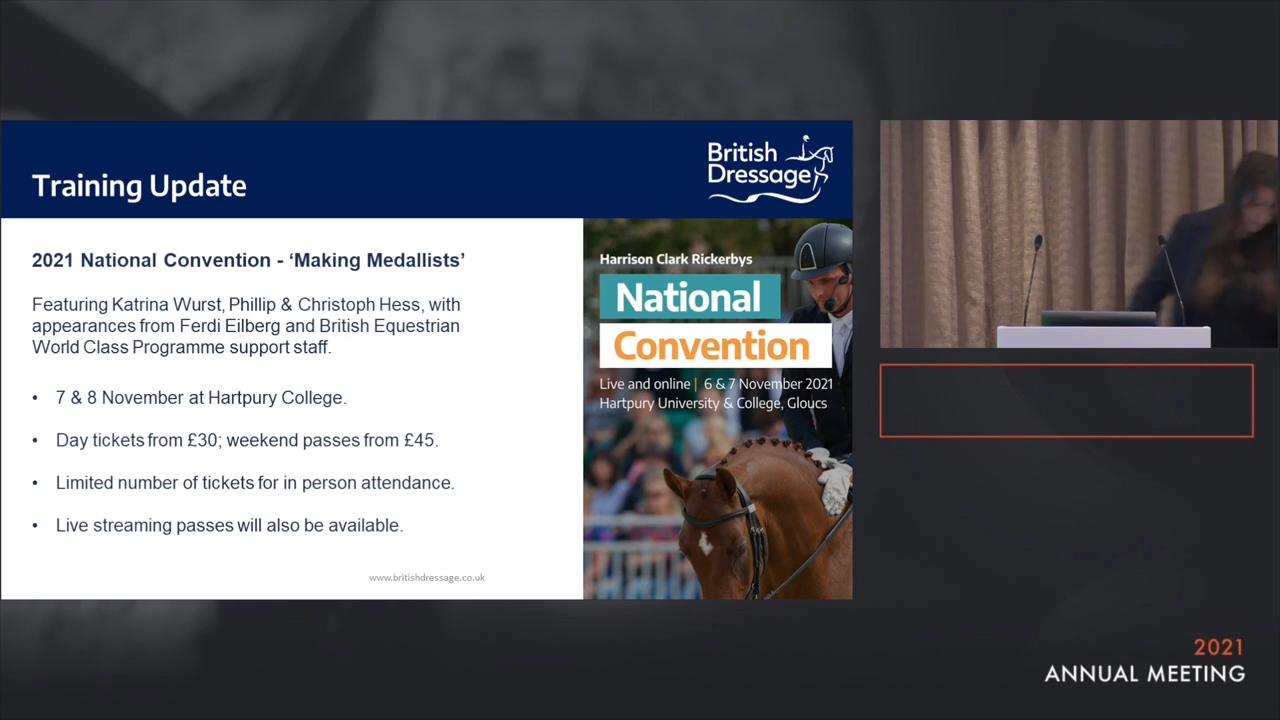 Training Update
British
Dressage
2021 National Convention - ‘Making Medallists’
Featuring Katrina Wurst, Phillip & Christoph Hess, with
appearances from Ferdi Eilberg and British Equestrian
World Class Programme support staff.
• 7 & 8 November at Hartpury College.
• Day tickets from £30; weekend passes from £45.
• Limited number of tickets for in person attendance.
• Live streaming passes will also be available.
www.britishdressage.co.uk
Harrison Clark Rickerbys
National
Convention
Live and online | 6 & 7 November 2021
Hartpury University & College, Gloucs
2021
ANNUAL MEETING